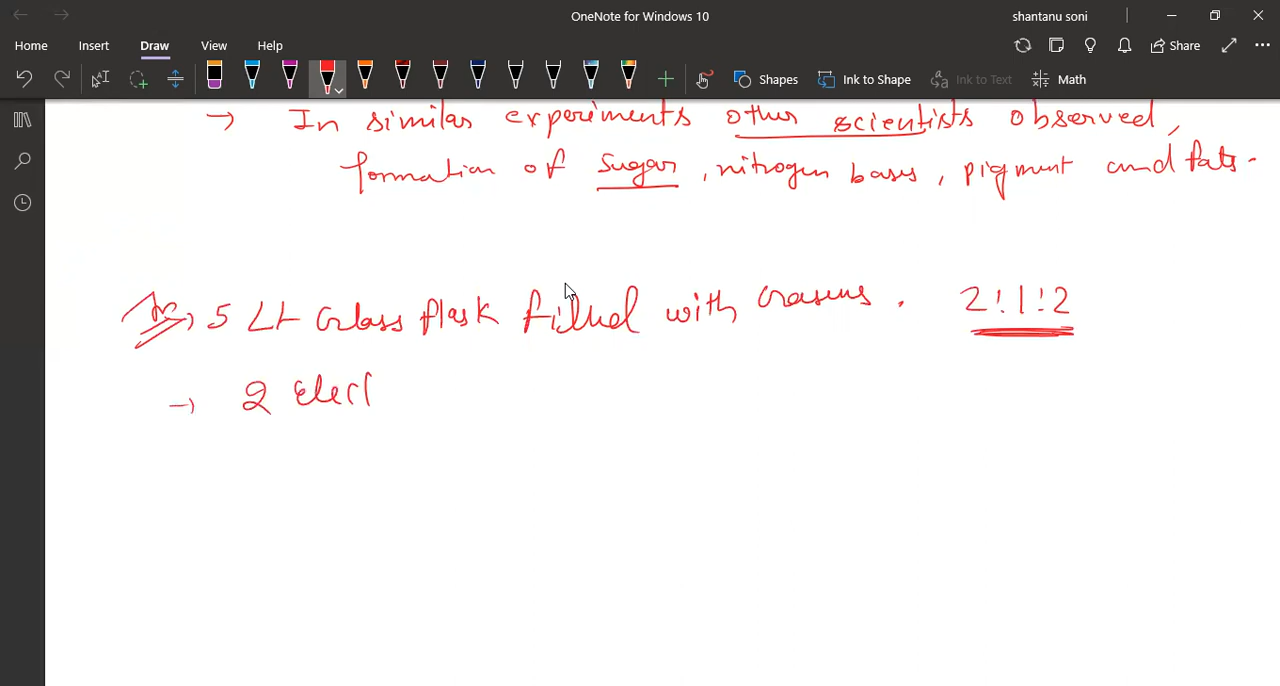 OneNote for Windows 10
shantanu soni
Home Insert Draw View Help
Share
Shapes
Ink to Shape
Ink to Text
Math
→ In similar experiments other scientists observed,
formation of sugar, nitrogen bases, pigment and fats.
5 Lt Glass flask filled with Gases. 2:1:2
→ 2 Elect